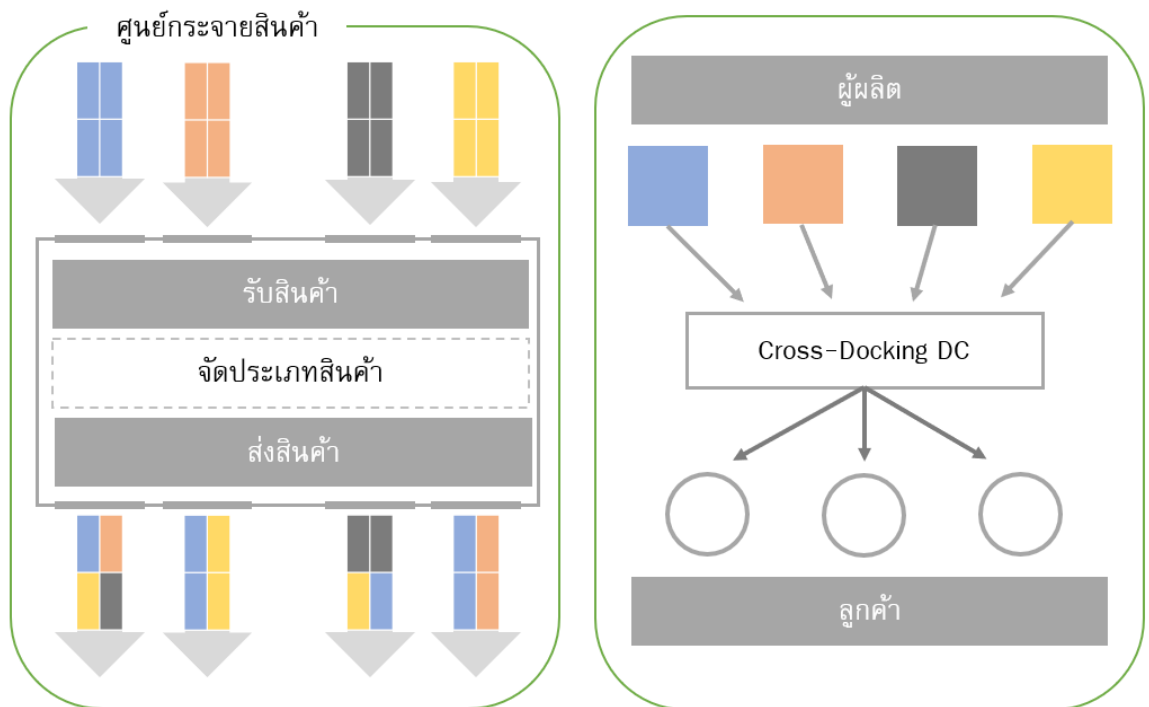 ศูนย์กระจายสินค้า
รับสินค้า
จัดประเภทสินค้า
ส่งสินค้า
ผู้ผลิต
Cross-Docking DC
ลูกค้า